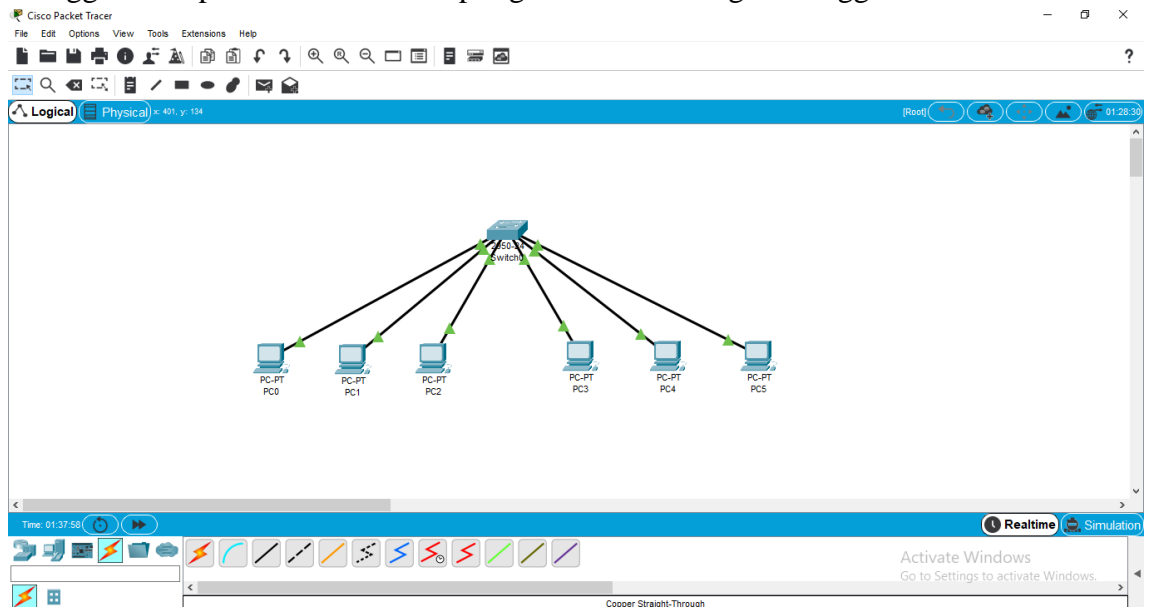 Cisco Packet Tracer
File Edit Options View Tools Extensions Help
?
Logical Physical x: 401, y: 134 [Root] 01:28:30
2950-24
Switch0
PC-PT
PC0
PC-PT
PC1
PC-PT
PC2
PC-PT
PC3
PC-PT
PC4
PC-PT
PC5
Time: 01:37:58 Realtime Simulation
Activate Windows
Go to Settings to activate Windows.
Copper Straight-Through